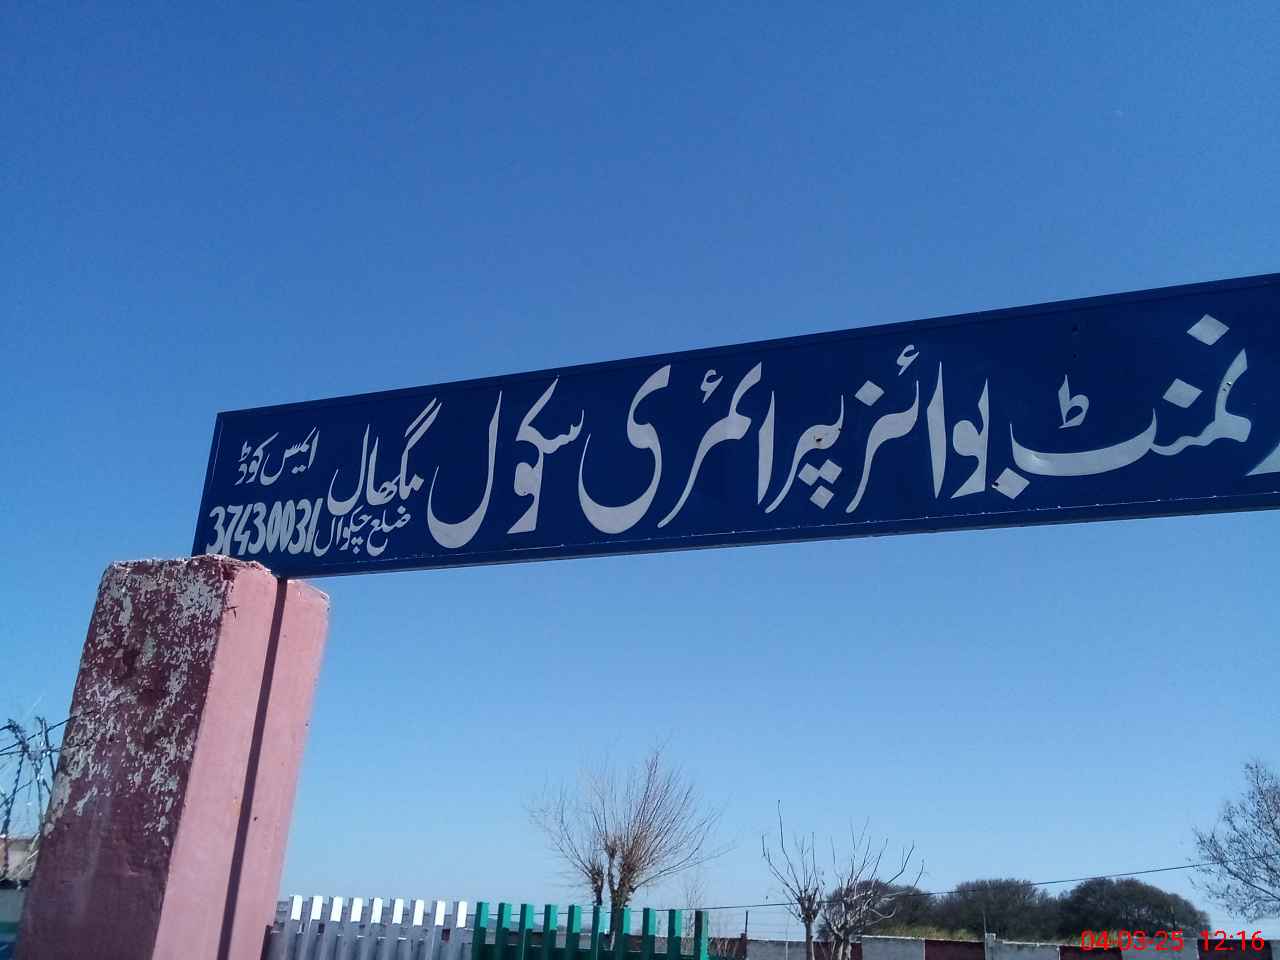 نمنٹ بوائز پرائمری سکول مگھال
ضلع چکوال
ایمس کوڈ
37430031
04-03-25 12:16